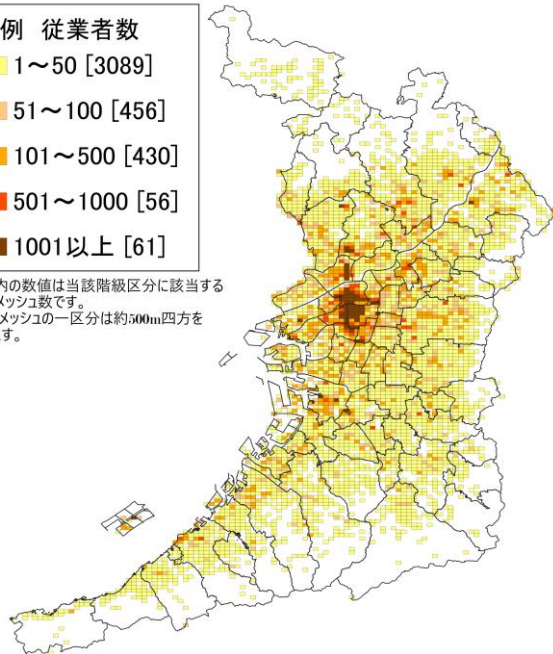 例 従業者数
1～50 [3089]
51～100 [456]
101～500 [430]
501～1000 [56]
1001以上 [61]
内の数値は当該階級区分に該当する
メッシュ数です。
メッシュの一区分は約500m四方を
す。